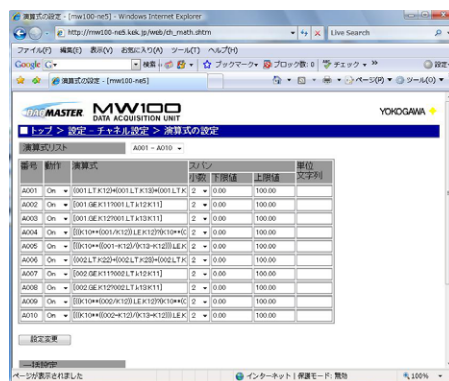 演算式の設定 - [mw100-ne5] - Windows Internet Explorer
http://mw100-ne5.kek.jp/web/ch_math.shtm
Live Search
ファイル(F) 編集(E) 表示(V) お気に入り(A) ツール(T) ヘルプ(H)
Google 検索 ブックマーク ブロック数: 0 チェック 設定
演算式の設定 - [mw100-ne5] ページ(P) ツール(O)
DAQMASTER MW100 YOKOGAWA
DATA ACQUISITION UNIT
トップ > 設定 - チャネル設定 > 演算式の設定
演算式リスト A001 - A010
番号 動作 演算式 スパン 単位
小数 下限値 上限値 文字列
A001 On (001.LT.K12)+(001.LT.K13)+(001.LT.K 2 0.00 100.00
A002 On [001.GE.K11?001.LT.k12:K11] 2 0.00 100.00
A003 On [001.GE.K12?001.LT.k13:K11] 2 0.00 100.00
A004 On 2 0.00 100.00
A005 On 2 0.00 100.00
A006 On (002.LT.K22)+(002.LT.K23)+(002.LT.K 2 0.00 100.00
A007 On [002.GE.K11?002.LT.k12:K11] 2 0.00 100.00
A008 On [002.GE.K12?002.LT.k13:K11] 2 0.00 100.00
A009 On 2 0.00 100.00
A010 On 2 0.00 100.00
設定変更
一括設定
ページが表示されました インターネット | 保護モード: 無効 100%